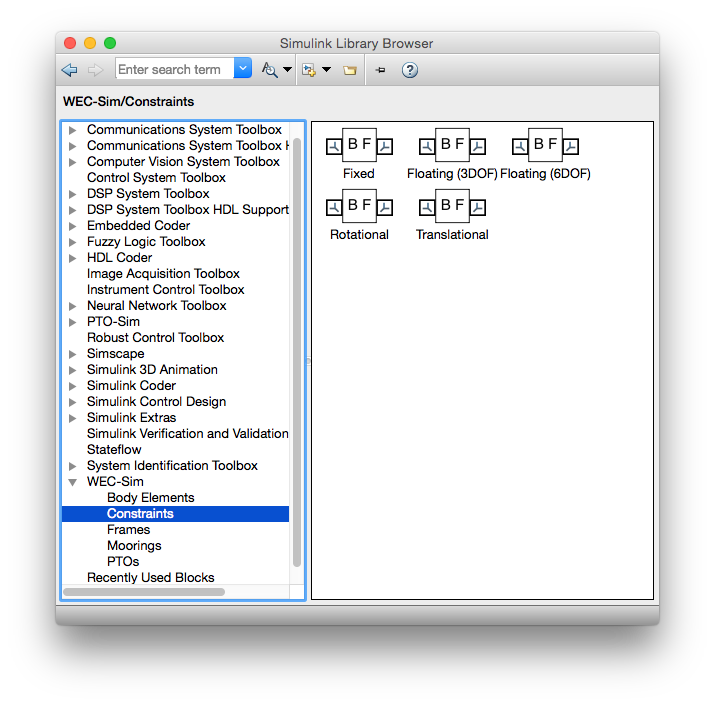 Simulink Library Browser
Enter search term
WEC-Sim/Constraints
Communications System Toolbox
Communications System Toolbox H
Computer Vision System Toolbox
Control System Toolbox
DSP System Toolbox
DSP System Toolbox HDL Support
Embedded Coder
Fuzzy Logic Toolbox
HDL Coder
Image Acquisition Toolbox
Instrument Control Toolbox
Neural Network Toolbox
PTO-Sim
Robust Control Toolbox
Simscape
Simulink 3D Animation
Simulink Coder
Simulink Control Design
Simulink Extras
Simulink Verification and Validation
Stateflow
System Identification Toolbox
WEC-Sim
Body Elements
Constraints
Frames
Moorings
PTOs
Recently Used Blocks
B F B F B F
Fixed Floating (3DOF) Floating (6DOF)
B F B F
Rotational Translational